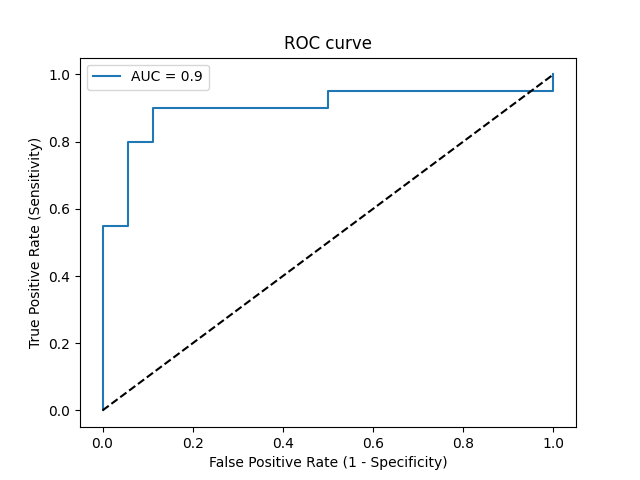 ROC curve
AUC = 0.9
True Positive Rate (Sensitivity)
1.0
0.8
0.6
0.4
0.2
0.0
0.0 0.2 0.4 0.6 0.8 1.0
False Positive Rate (1 - Specificity)